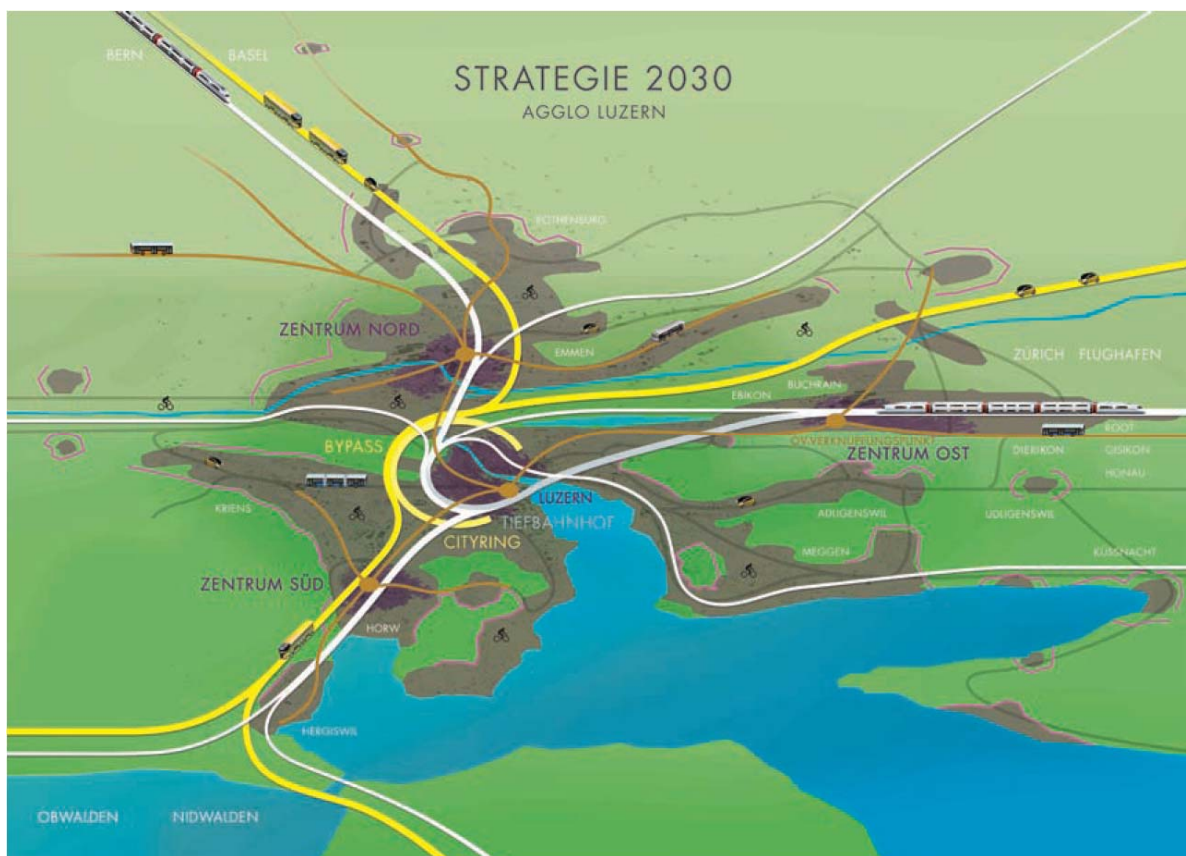 BERN BASEL
STRATEGIE 2030
AGGLO LUZERN
ROTHENBURG
ZENTRUM NORD
EMMEN
ZÜRICH FLUGHAFEN
BUCHRAIN
EBIKON
BYPASS
ÖV-VERKNÜPFUNGSPUNKT
ROOT
ZENTRUM OST
DIERIKON
GISIKON
HONAU
KRIENS
LUZERN
TIEFBAHNHOF
ADLIGENSWIL
UDLIGENSWIL
CITYRING
MEGGEN
KÜSSNACHT
ZENTRUM SÜD
HORW
HERGISWIL
OBWALDEN NIDWALDEN